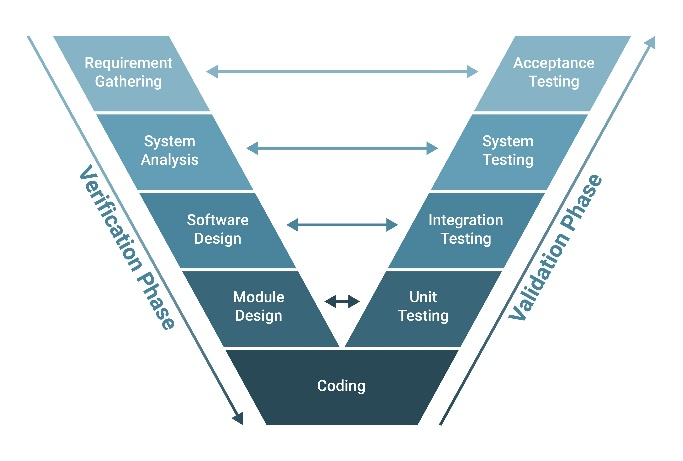 Requirement
Gathering
Acceptance
Testing
System
Analysis
System
Testing
Software
Design
Integration
Testing
Module
Design
Unit
Testing
Coding
Verification Phase
Validation Phase